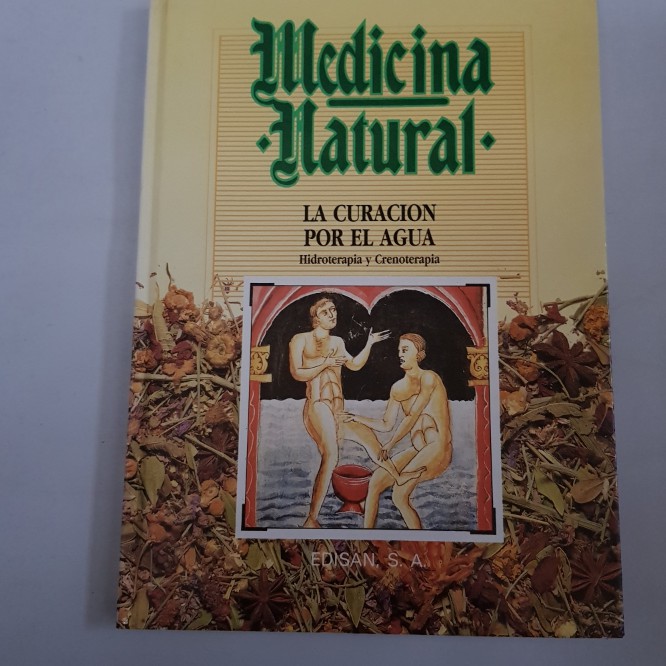 Medicina
·Natural·
LA CURACION
POR EL AGUA
Hidroterapia y Crenoterapia
EDISAN, S. A.